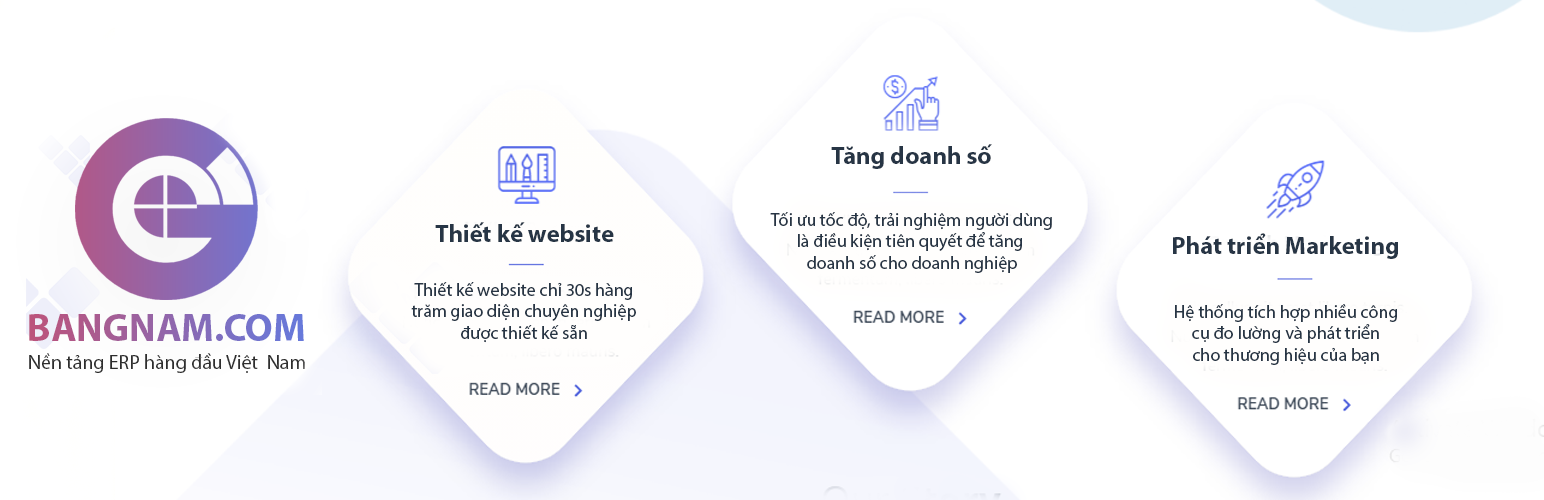 BANGNAM.COM
Nền tảng ERP hàng đầu Việt Nam
Thiết kế website
Thiết kế website chỉ 30s hàng
trăm giao diện chuyên nghiệp
được thiết kế sẵn
READ MORE
Tăng doanh số
Tối ưu tốc độ, trải nghiệm người dùng
là điều kiện tiên quyết để tăng
doanh số cho doanh nghiệp
READ MORE
Phát triển Marketing
Hệ thống tích hợp nhiều công
cụ đo lường và phát triển
cho thương hiệu của bạn
READ MORE